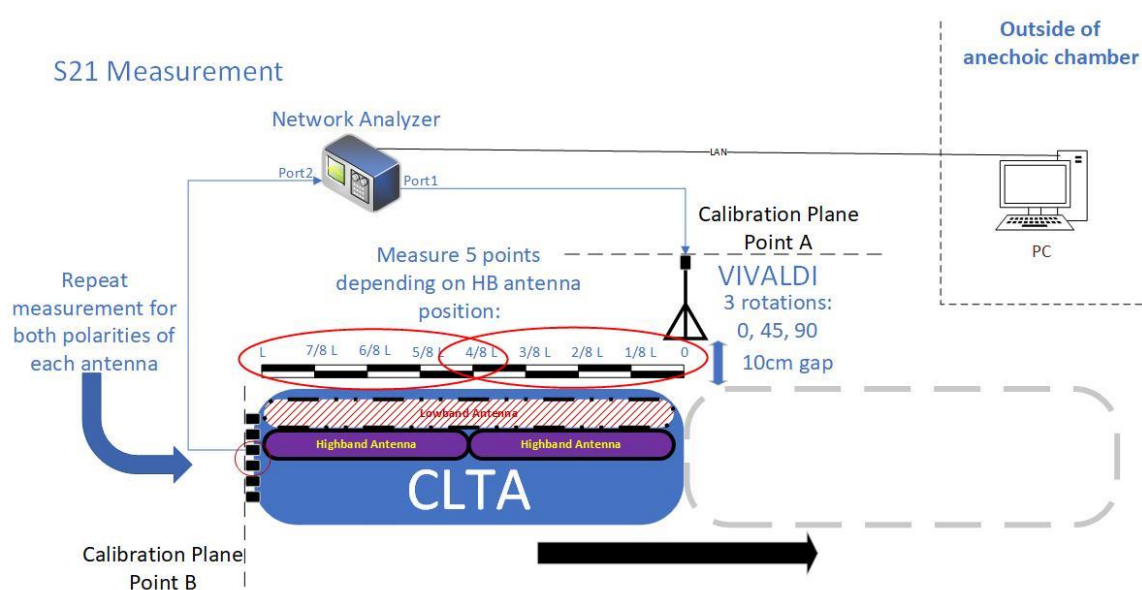 Outside of
anechoic chamber
S21 Measurement
Network Analyzer
LAN
Port2
Port1
PC
Calibration Plane
Point A
Measure 5 points
depending on HB antenna
position:
VIVALDI
3 rotations:
0, 45, 90
10cm gap
Repeat
measurement for
both polarities of
each antenna
L 7/8 L 6/8 L 5/8 L 4/8 L 3/8 L 2/8 L 1/8 L 0
Lowband Antenna
Highband Antenna Highband Antenna
CLTA
Calibration Plane
Point B